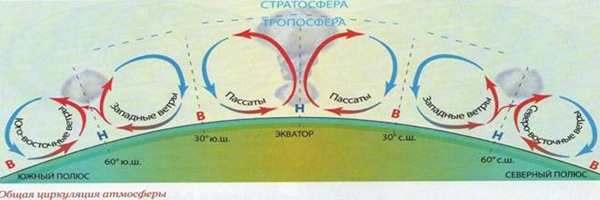 СТРАТОСФЕРА
ТРОПОСФЕРА
Юго-восточные ветры
Западные ветры
Пассаты
Пассаты
Западные ветры
Северо-восточные ветры
В
Н
В
Н
В
Н
В
60° ю.ш.
30° ю.ш.
ЭКВАТОР
30° с.ш.
60° с.ш.
ЮЖНЫЙ ПОЛЮС
СЕВЕРНЫЙ ПОЛЮС
Общая циркуляция атмосферы